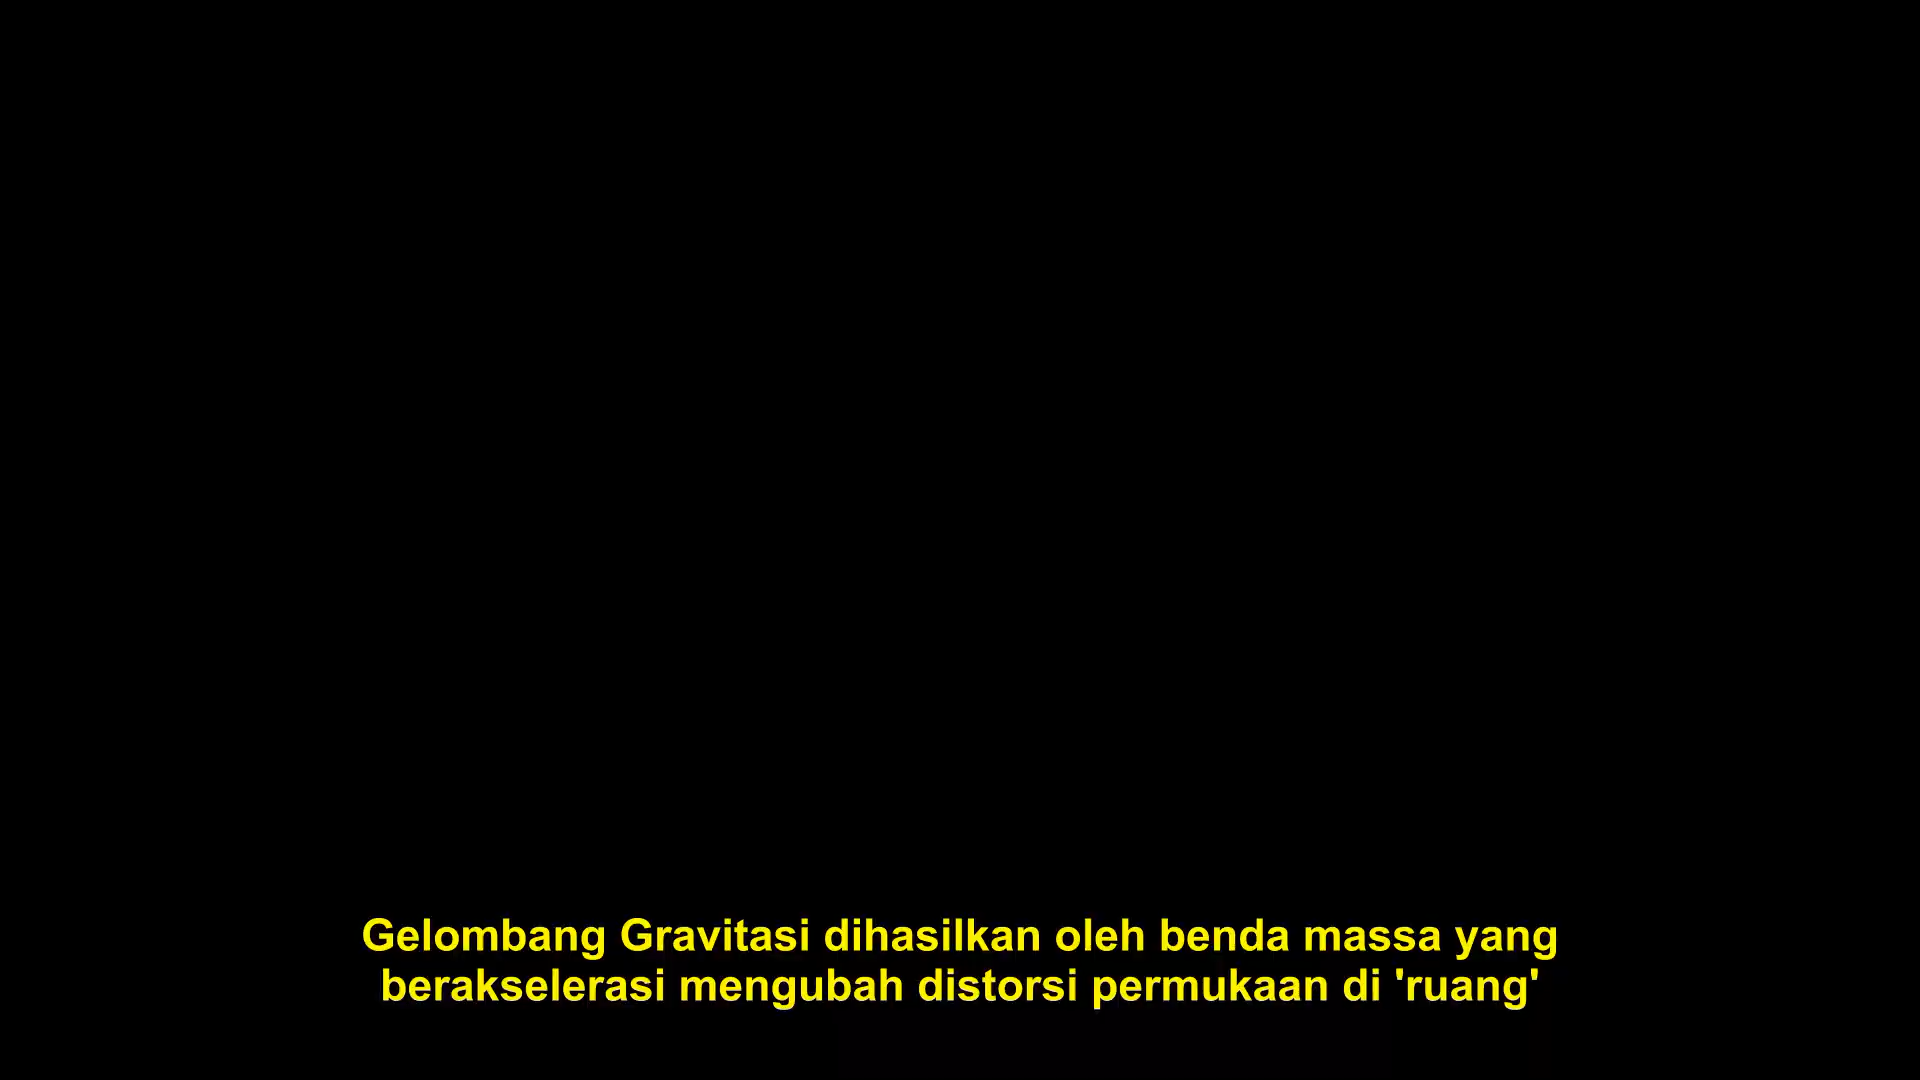 Gelombang Gravitasi dihasilkan oleh benda massa yang
berakselerasi mengubah distorsi permukaan di 'ruang'